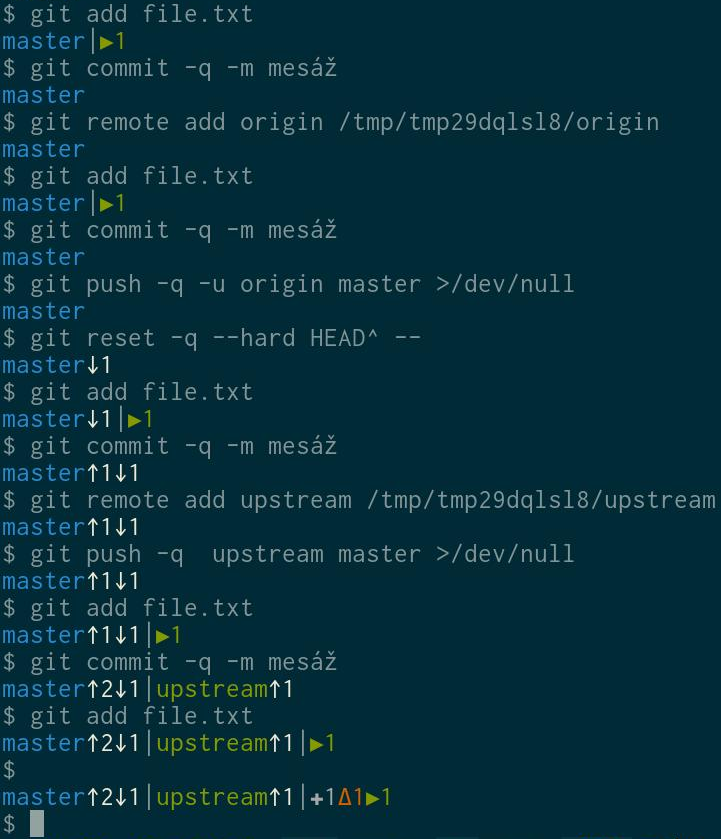 $ git add file.txt
master|▶1
$ git commit -q -m mesáž
master
$ git remote add origin /tmp/tmp29dqlsl8/origin
master
$ git add file.txt
master|▶1
$ git commit -q -m mesáž
master
$ git push -q -u origin master >/dev/null
master
$ git reset -q --hard HEAD^ --
master↓1
$ git add file.txt
master↓1|▶1
$ git commit -q -m mesáž
master↑1↓1
$ git remote add upstream /tmp/tmp29dqlsl8/upstream
master↑1↓1
$ git push -q  upstream master >/dev/null
master↑1↓1
$ git add file.txt
master↑1↓1|▶1
$ git commit -q -m mesáž
master↑2↓1|upstream↑1
$ git add file.txt
master↑2↓1|upstream↑1|▶1
$
master↑2↓1|upstream↑1|✚1Δ1▶1
$